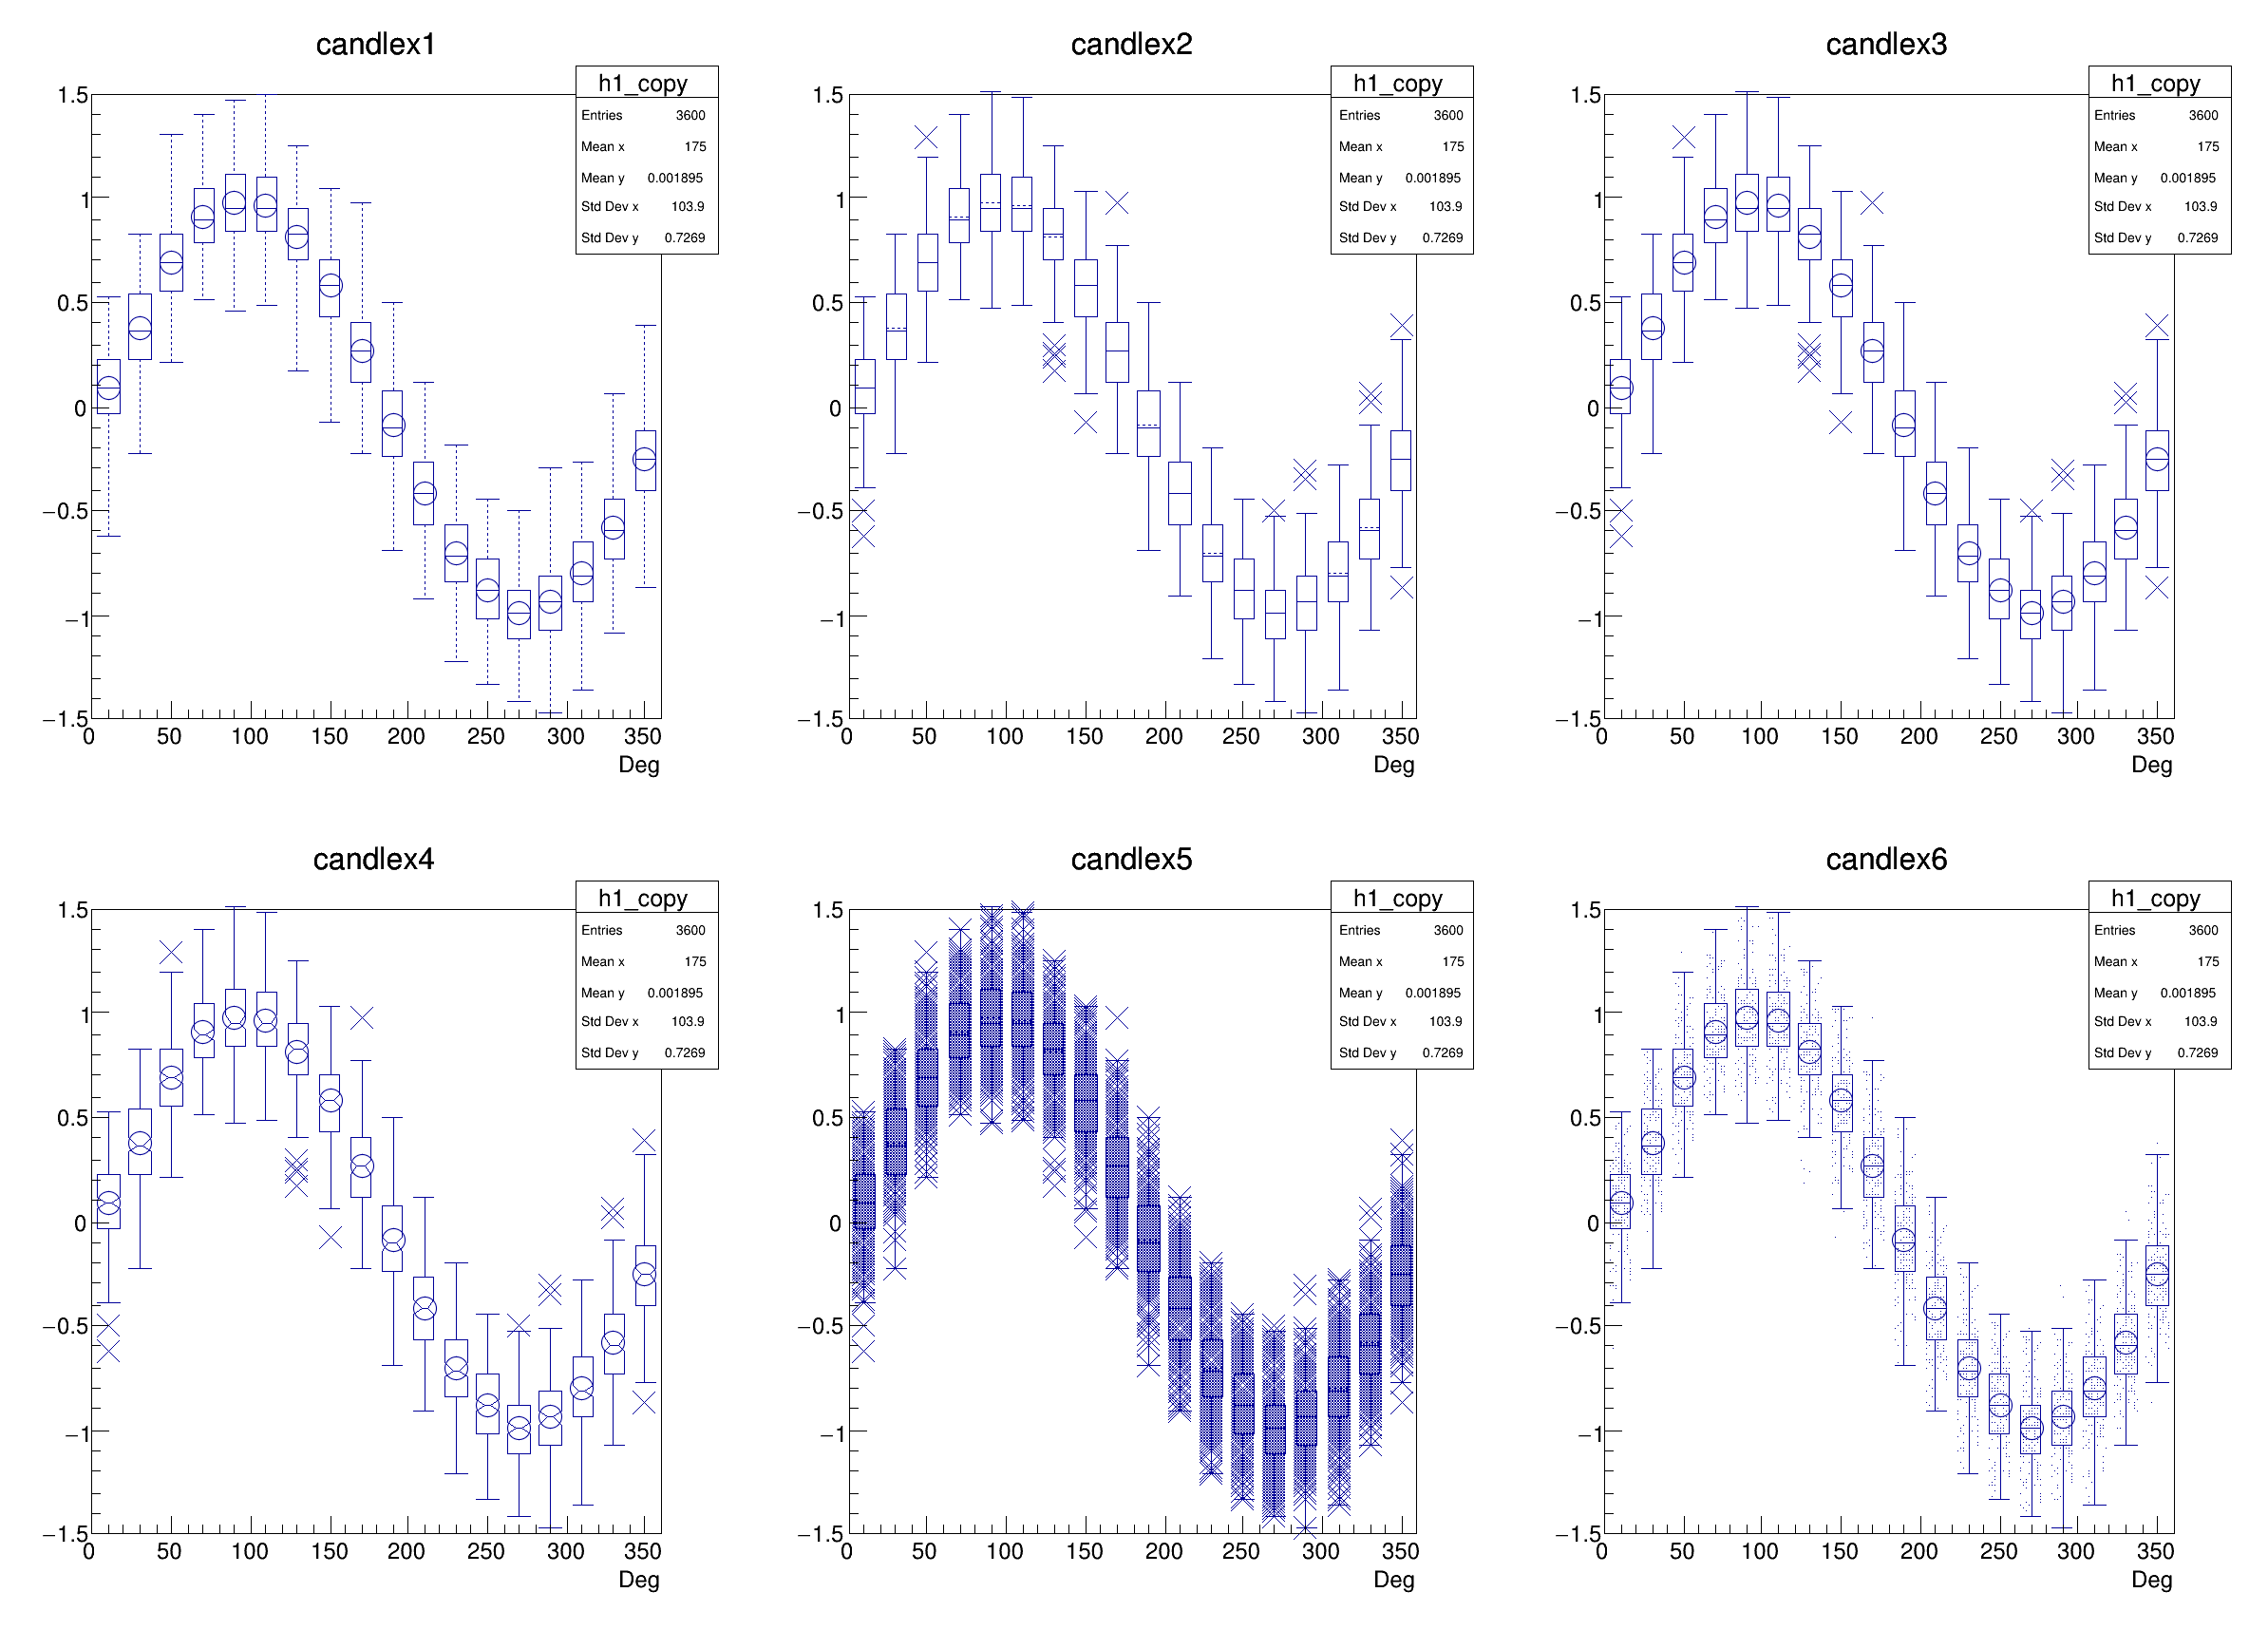 candlex1
h1_copy
Entries 3600
Mean x 175
Mean y 0.001895
Std Dev x 103.9
Std Dev y 0.7269
1.5
1
0.5
0
−0.5
−1
−1.5
0 50 100 150 200 250 300 350
Deg
candlex2
h1_copy
Entries 3600
Mean x 175
Mean y 0.001895
Std Dev x 103.9
Std Dev y 0.7269
1.5
1
0.5
0
−0.5
−1
−1.5
0 50 100 150 200 250 300 350
Deg
candlex3
h1_copy
Entries 3600
Mean x 175
Mean y 0.001895
Std Dev x 103.9
Std Dev y 0.7269
1.5
1
0.5
0
−0.5
−1
−1.5
0 50 100 150 200 250 300 350
Deg
candlex4
h1_copy
Entries 3600
Mean x 175
Mean y 0.001895
Std Dev x 103.9
Std Dev y 0.7269
1.5
1
0.5
0
−0.5
−1
−1.5
0 50 100 150 200 250 300 350
Deg
candlex5
h1_copy
Entries 3600
Mean x 175
Mean y 0.001895
Std Dev x 103.9
Std Dev y 0.7269
1.5
1
0.5
0
−0.5
−1
−1.5
0 50 100 150 200 250 300 350
Deg
candlex6
h1_copy
Entries 3600
Mean x 175
Mean y 0.001895
Std Dev x 103.9
Std Dev y 0.7269
1.5
1
0.5
0
−0.5
−1
−1.5
0 50 100 150 200 250 300 350
Deg